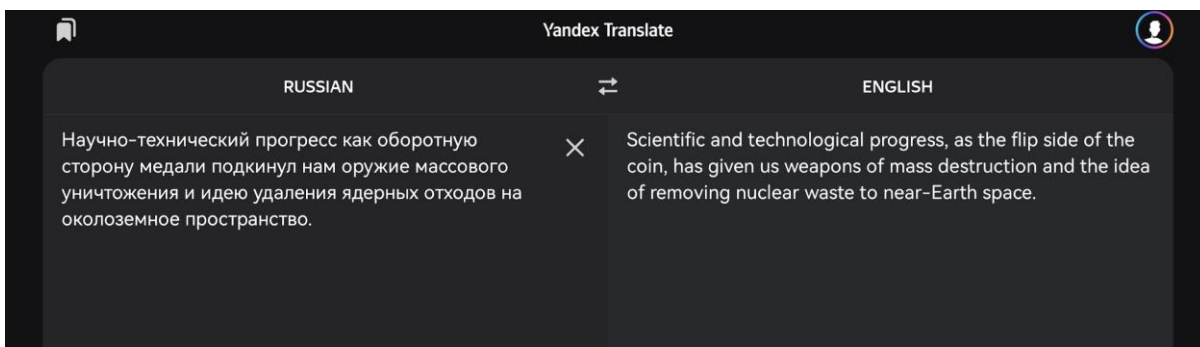 Yandex Translate
RUSSIAN
ENGLISH
Научно-технический прогресс как оборотную
сторону медали подкинул нам оружие массового
уничтожения и идею удаления ядерных отходов на
околоземное пространство.
Scientific and technological progress, as the flip side of the
coin, has given us weapons of mass destruction and the idea
of removing nuclear waste to near-Earth space.